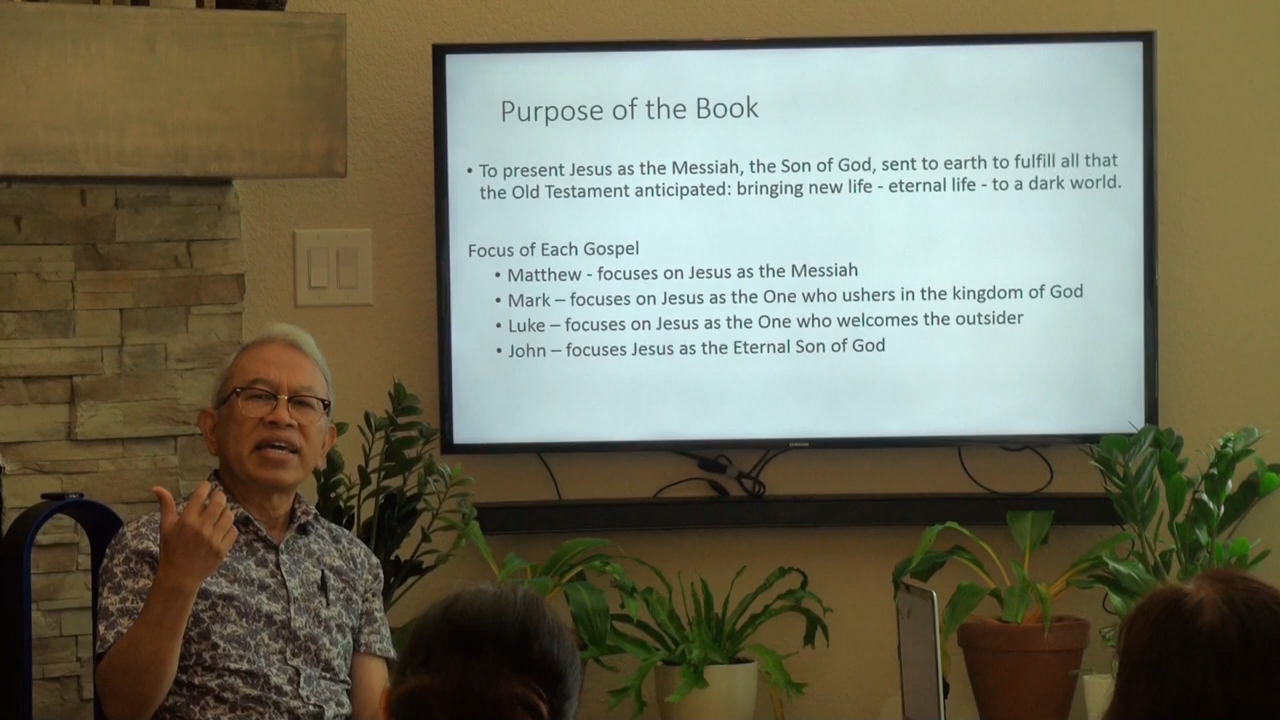 Purpose of the Book
• To present Jesus as the Messiah, the Son of God, sent to earth to fulfill all that
the Old Testament anticipated: bringing new life - eternal life - to a dark world.
Focus of Each Gospel
• Matthew - focuses on Jesus as the Messiah
• Mark – focuses on Jesus as the One who ushers in the kingdom of God
• Luke – focuses on Jesus as the One who welcomes the outsider
• John – focuses Jesus as the Eternal Son of God
SAMSUNG